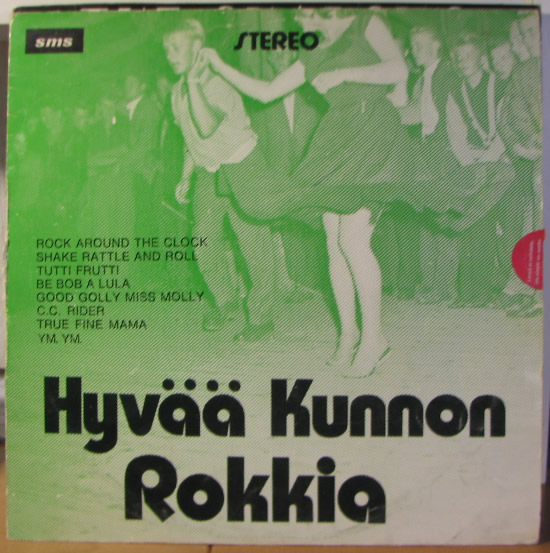 sms
STEREO
ROCK AROUND THE CLOCK
SHAKE RATTLE AND ROLL
TUTTI FRUTTI
BE BOB A LULA
GOOD GOLLY MISS MOLLY
C.C. RIDER
TRUE FINE MAMA
YM. YM.
Hyvää Kunnon
Rokkia